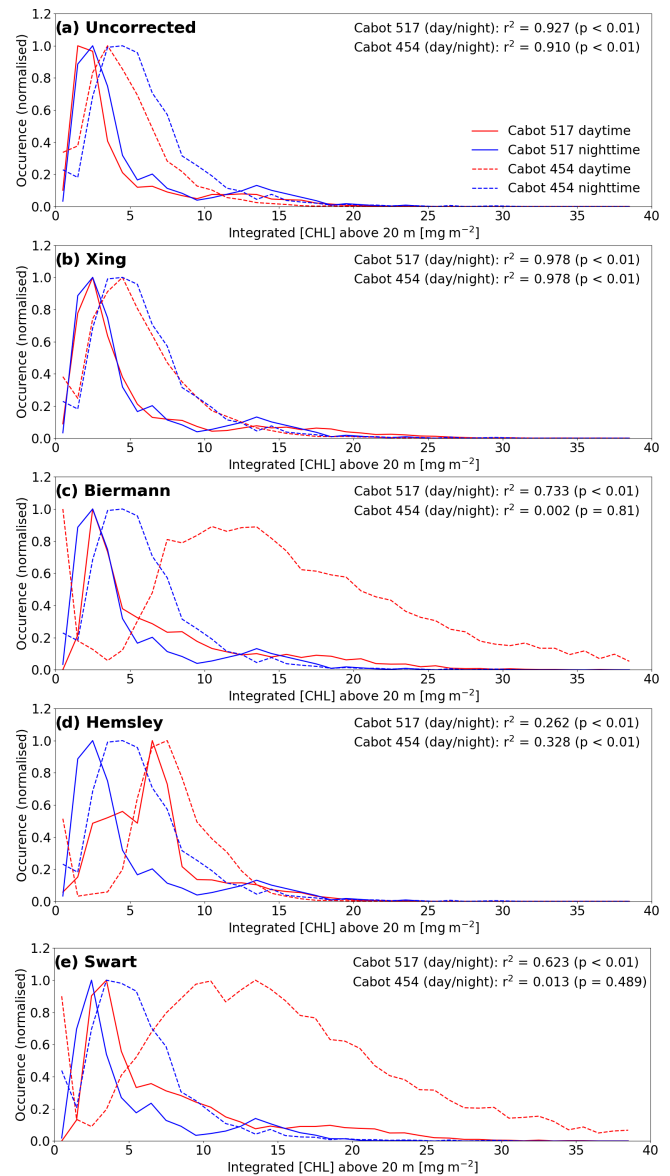 (a) Uncorrected
Cabot 517 (day/night): r² = 0.927 (p < 0.01)
Cabot 454 (day/night): r² = 0.910 (p < 0.01)
Cabot 517 daytime
Cabot 517 nighttime
Cabot 454 daytime
Cabot 454 nighttime
Occurence (normalised)
1.2
1.0
0.8
0.6
0.4
0.2
0.0
0 5 10 15 20 25 30 35 40
Integrated [CHL] above 20 m [mg m⁻²]
(b) Xing
Cabot 517 (day/night): r² = 0.978 (p < 0.01)
Cabot 454 (day/night): r² = 0.978 (p < 0.01)
Occurence (normalised)
1.2
1.0
0.8
0.6
0.4
0.2
0.0
0 5 10 15 20 25 30 35 40
Integrated [CHL] above 20 m [mg m⁻²]
(c) Biermann
Cabot 517 (day/night): r² = 0.733 (p < 0.01)
Cabot 454 (day/night): r² = 0.002 (p = 0.81)
Occurence (normalised)
1.2
1.0
0.8
0.6
0.4
0.2
0.0
0 5 10 15 20 25 30 35 40
Integrated [CHL] above 20 m [mg m⁻²]
(d) Hemsley
Cabot 517 (day/night): r² = 0.262 (p < 0.01)
Cabot 454 (day/night): r² = 0.328 (p < 0.01)
Occurence (normalised)
1.2
1.0
0.8
0.6
0.4
0.2
0.0
0 5 10 15 20 25 30 35 40
Integrated [CHL] above 20 m [mg m⁻²]
(e) Swart
Cabot 517 (day/night): r² = 0.623 (p < 0.01)
Cabot 454 (day/night): r² = 0.013 (p = 0.489)
Occurence (normalised)
1.2
1.0
0.8
0.6
0.4
0.2
0.0
0 5 10 15 20 25 30 35 40
Integrated [CHL] above 20 m [mg m⁻²]